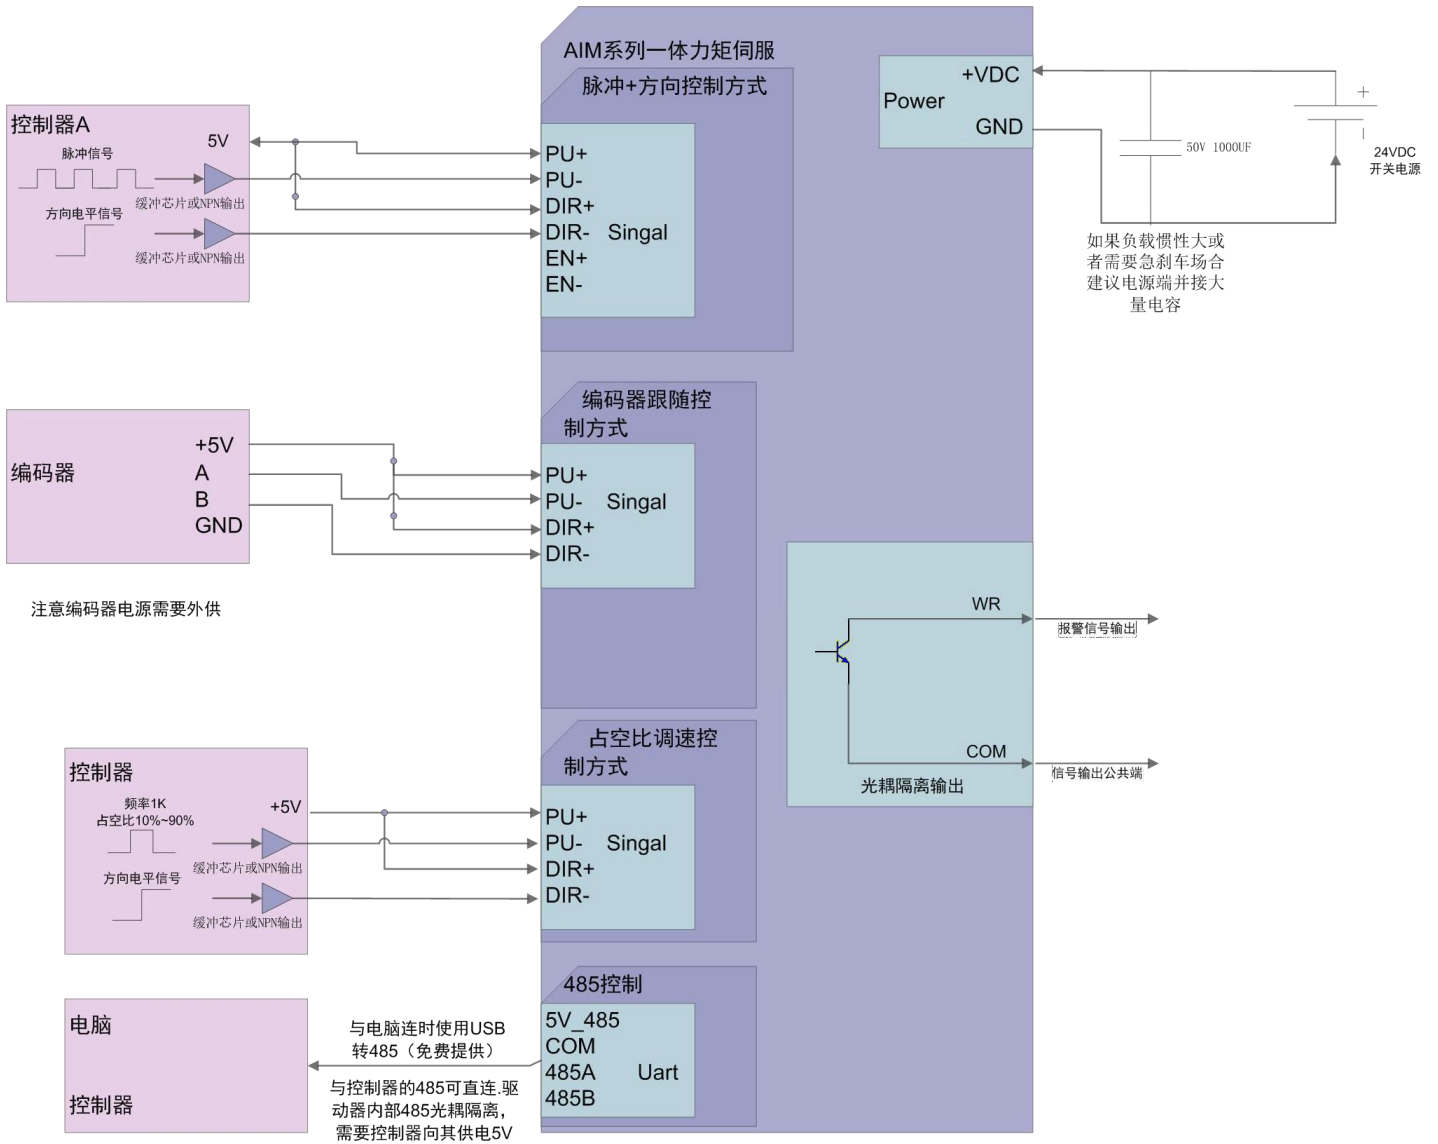 AIM系列一体力矩伺服
脉冲+方向控制方式
控制器A
5V
脉冲信号
缓冲芯片或NPN输出
方向电平信号
缓冲芯片或NPN输出
PU+
PU-
DIR+
DIR- Singal
EN+
EN-
+VDC
Power
GND
+
50V 1000UF
24VDC
开关电源
如果负载惯性大或
者需要急刹车场合
建议电源端并接大
量电容
编码器跟随控
制方式
编码器
+5V
A
B
GND
PU+
PU- Singal
DIR+
DIR-
注意编码器电源需要外供
WR
报警信号输出
COM
信号输出公共端
光耦隔离输出
占空比调速控
制方式
控制器
频率1K
占空比10%~90%
+5V
缓冲芯片或NPN输出
方向电平信号
缓冲芯片或NPN输出
PU+
PU- Singal
DIR+
DIR-
485控制
5V_485
COM
485A Uart
485B
电脑
控制器
与电脑连时使用USB
转485（免费提供）
与控制器的485可直连.驱
动器内部485光耦隔离，
需要控制器向其供电5V